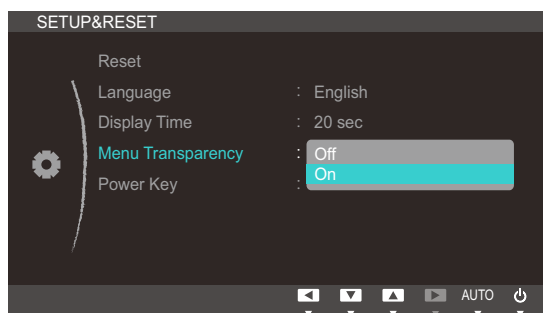 SETUP&RESET
Reset
Language : English
Display Time : 20 sec
Menu Transparency : Off
On
Power Key :
AUTO